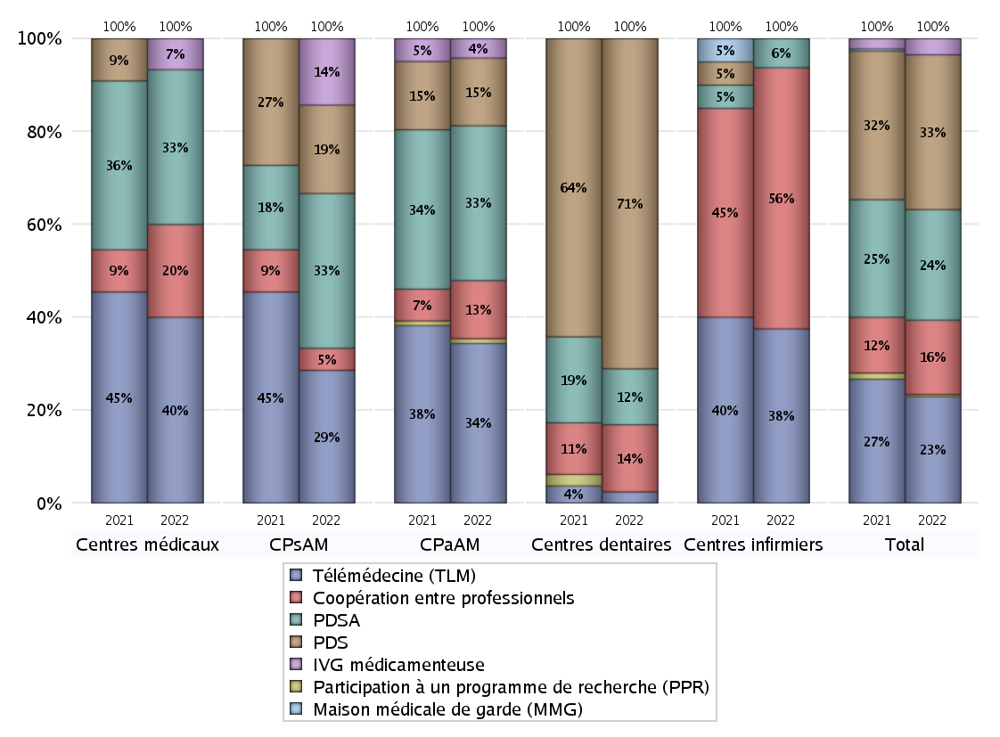 100% 100% 100% 100% 100% 100% 100% 100% 100% 100% 100% 100%
100%
80%
60%
40%
20%
0%
9% 36% 9% 45%
7% 33% 20% 40%
27% 18% 9% 45%
14% 19% 33% 5% 29%
5% 15% 34% 7% 38%
4% 15% 33% 13% 34%
64% 19% 11% 4%
71% 12% 14%
5% 5% 5% 45% 40%
6% 56% 38%
32% 25% 12% 27%
33% 24% 16% 23%
2021 2022 2021 2022 2021 2022 2021 2022 2021 2022 2021 2022
Centres médicaux CPsAM CPaAM Centres dentaires Centres infirmiers Total
Télémédecine (TLM)
Coopération entre professionnels
PDSA
PDS
IVG médicamenteuse
Participation à un programme de recherche (PPR)
Maison médicale de garde (MMG)